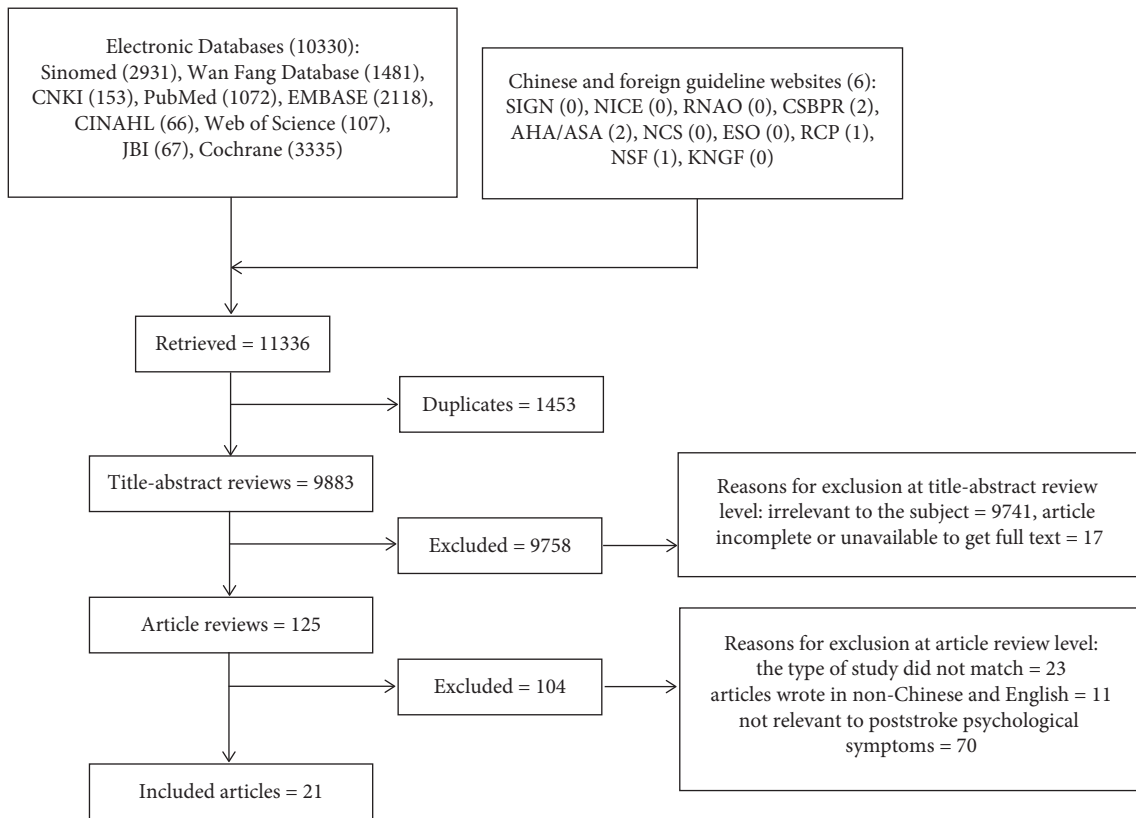 Electronic Databases (10330):
Sinomed (2931), Wan Fang Database (1481),
CNKI (153), PubMed (1072), EMBASE (2118),
CINAHL (66), Web of Science (107),
JBI (67), Cochrane (3335)
Chinese and foreign guideline websites (6):
SIGN (0), NICE (0), RNAO (0), CSBPR (2),
AHA/ASA (2), NCS (0), ESO (0), RCP (1),
NSF (1), KNGF (0)
Retrieved = 11336
Duplicates = 1453
Title-abstract reviews = 9883
Excluded = 9758
Reasons for exclusion at title-abstract review
level: irrelevant to the subject = 9741, article
incomplete or unavailable to get full text = 17
Article reviews = 125
Excluded = 104
Reasons for exclusion at article review level:
the type of study did not match = 23
articles wrote in non-Chinese and English = 11
not relevant to poststroke psychological
symptoms = 70
Included articles = 21